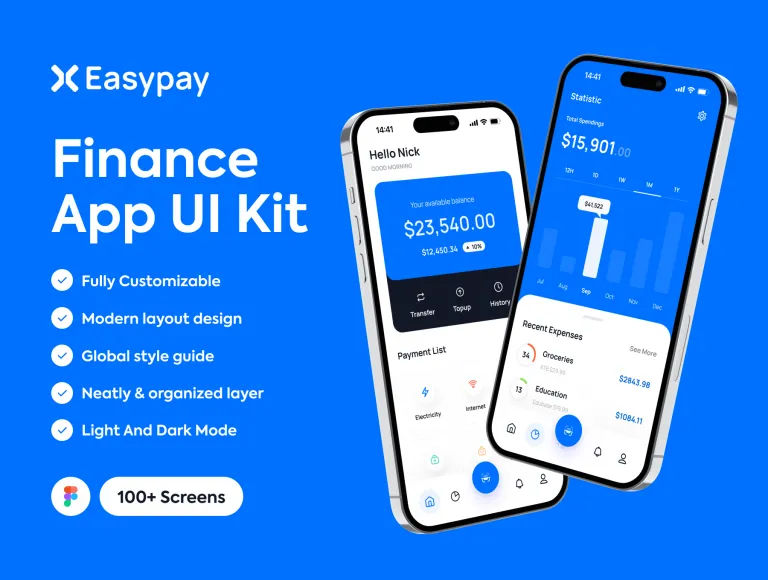 Easypay
Finance
App UI Kit
Fully Customizable
Modern layout design
Global style guide
Neatly & organized layer
Light And Dark Mode
100+ Screens
14:41
Hello Nick
GOOD MORNING
Your available balance
$23,540.00
$12,450.34 ▲ 10%
Transfer
Topup
History
Payment List
Electricity
Internet
14:41
Statistic
Total Spendings
$15,901.00
12H 1D 1W 1M 1Y
$41,522
Jul Aug Sep Oct Nov Dec
Recent Expenses
See More
34 Groceries
$2843.98
13 Education
$1084.11